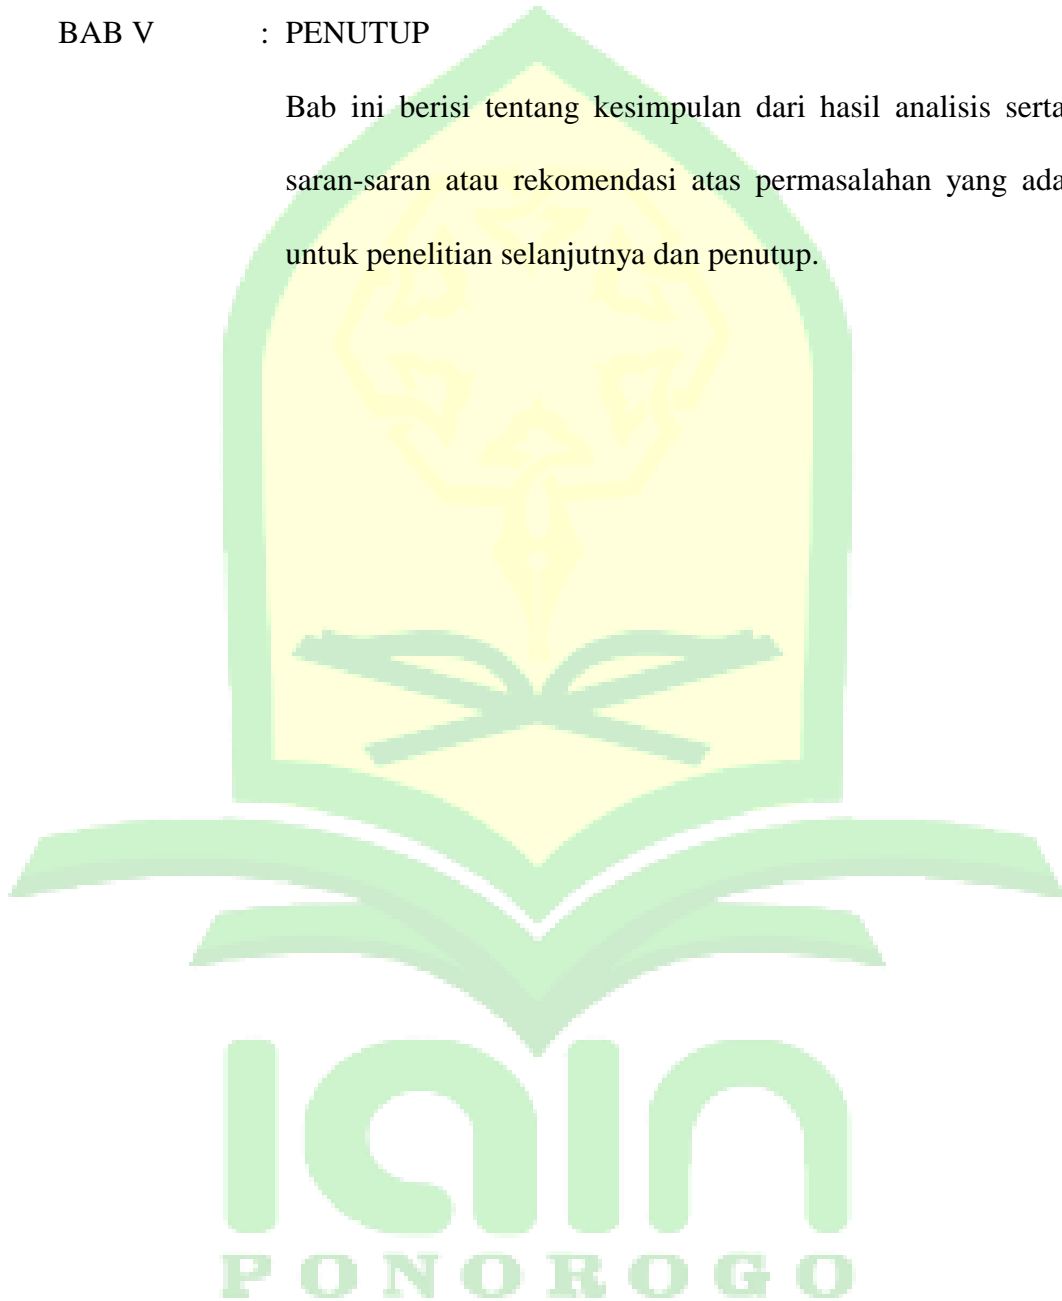 BAB V : PENUTUP
Bab ini berisi tentang kesimpulan dari hasil analisis serta
saran-saran atau rekomendasi atas permasalahan yang ada
untuk penelitian selanjutnya dan penutup.
iain
PONOROGO